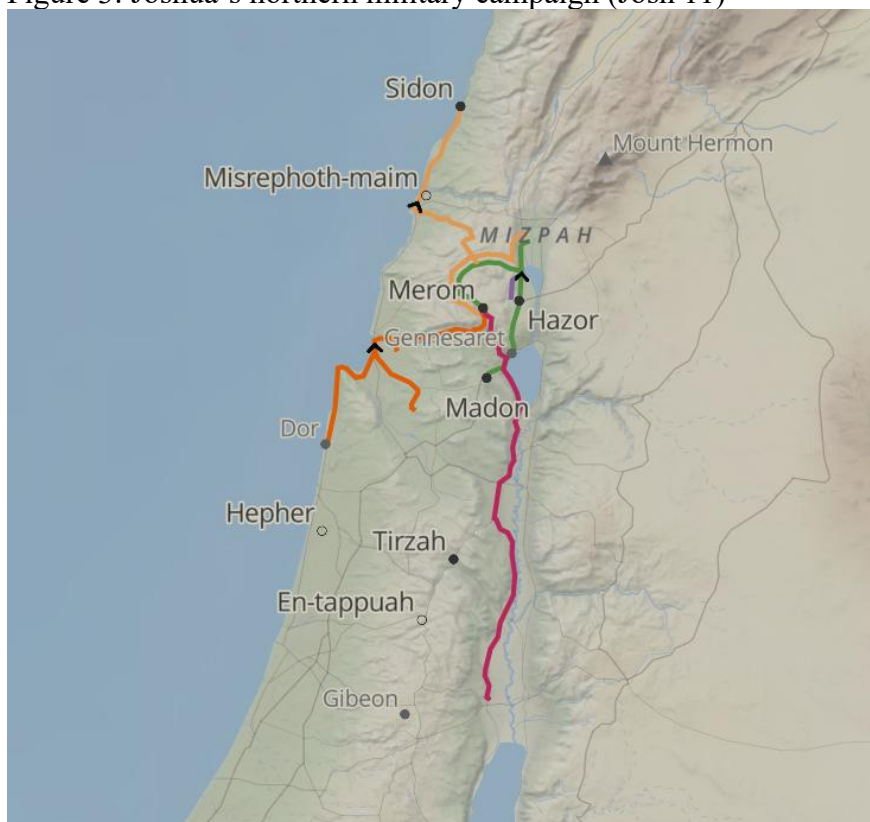 Figure 3: Joshua's northern military campaign (Josh 11)
Sidon
Mount Hermon
Misrephoth-maim
MIZPAH
Merom
Hazor
Gennesaret
Madon
Dor
Hepher
Tirzah
En-tappuah
Gibeon